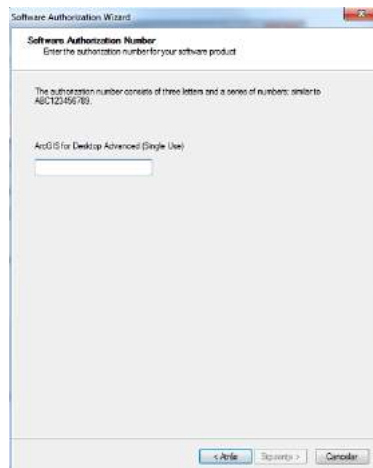 Software Authorization Wizard
Software Authorization Number
Enter the authorization number for your software product
The authorization number consists of three letters and a series of numbers: similar to
ABC123456789.
ArcGIS for Desktop Advanced (Single Use)
< Atrás
Siguiente >
Cancelar